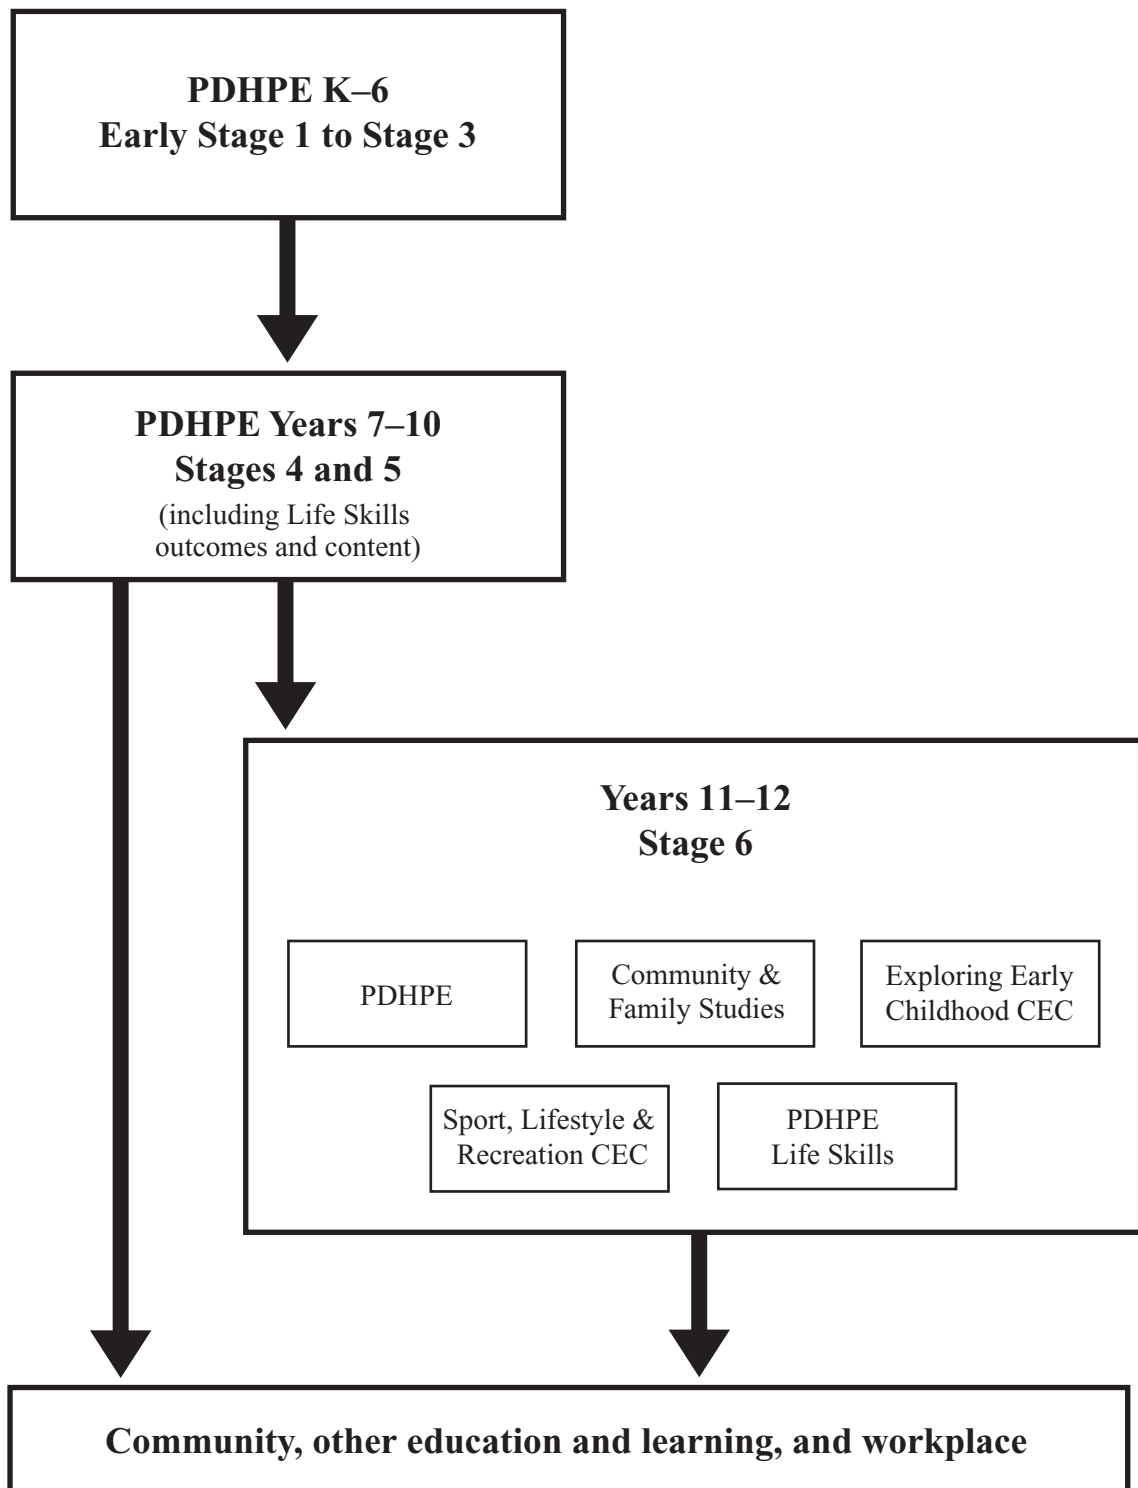 PDHPE K–6
Early Stage 1 to Stage 3
PDHPE Years 7–10
Stages 4 and 5
(including Life Skills
outcomes and content)
Years 11–12
Stage 6
PDHPE
Community &
Family Studies
Exploring Early
Childhood CEC
Sport, Lifestyle &
Recreation CEC
PDHPE
Life Skills
Community, other education and learning, and workplace